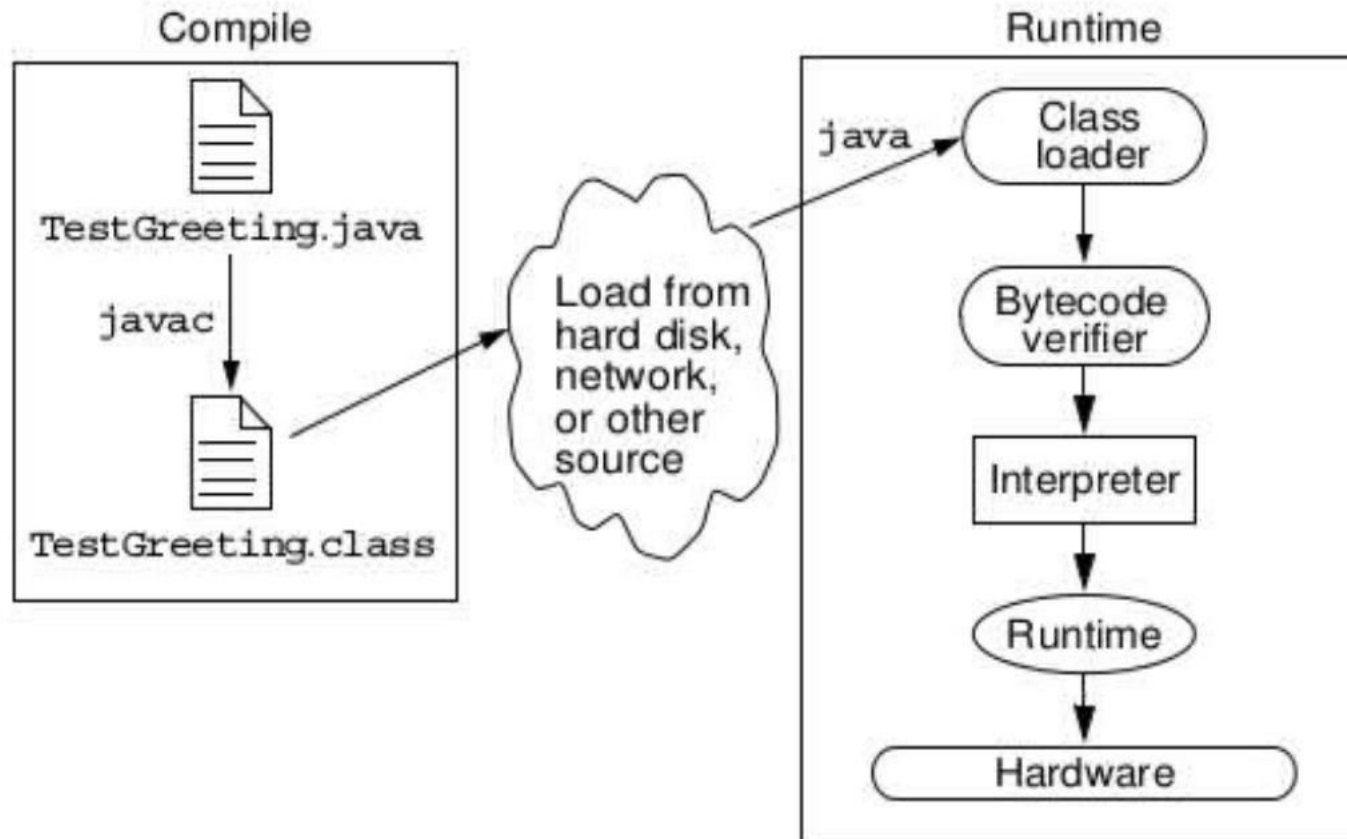 Compile
TestGreeting.java
javac
TestGreeting.class
Load from
hard disk,
network,
or other
source
Runtime
java
Class
loader
Bytecode
verifier
Interpreter
Runtime
Hardware